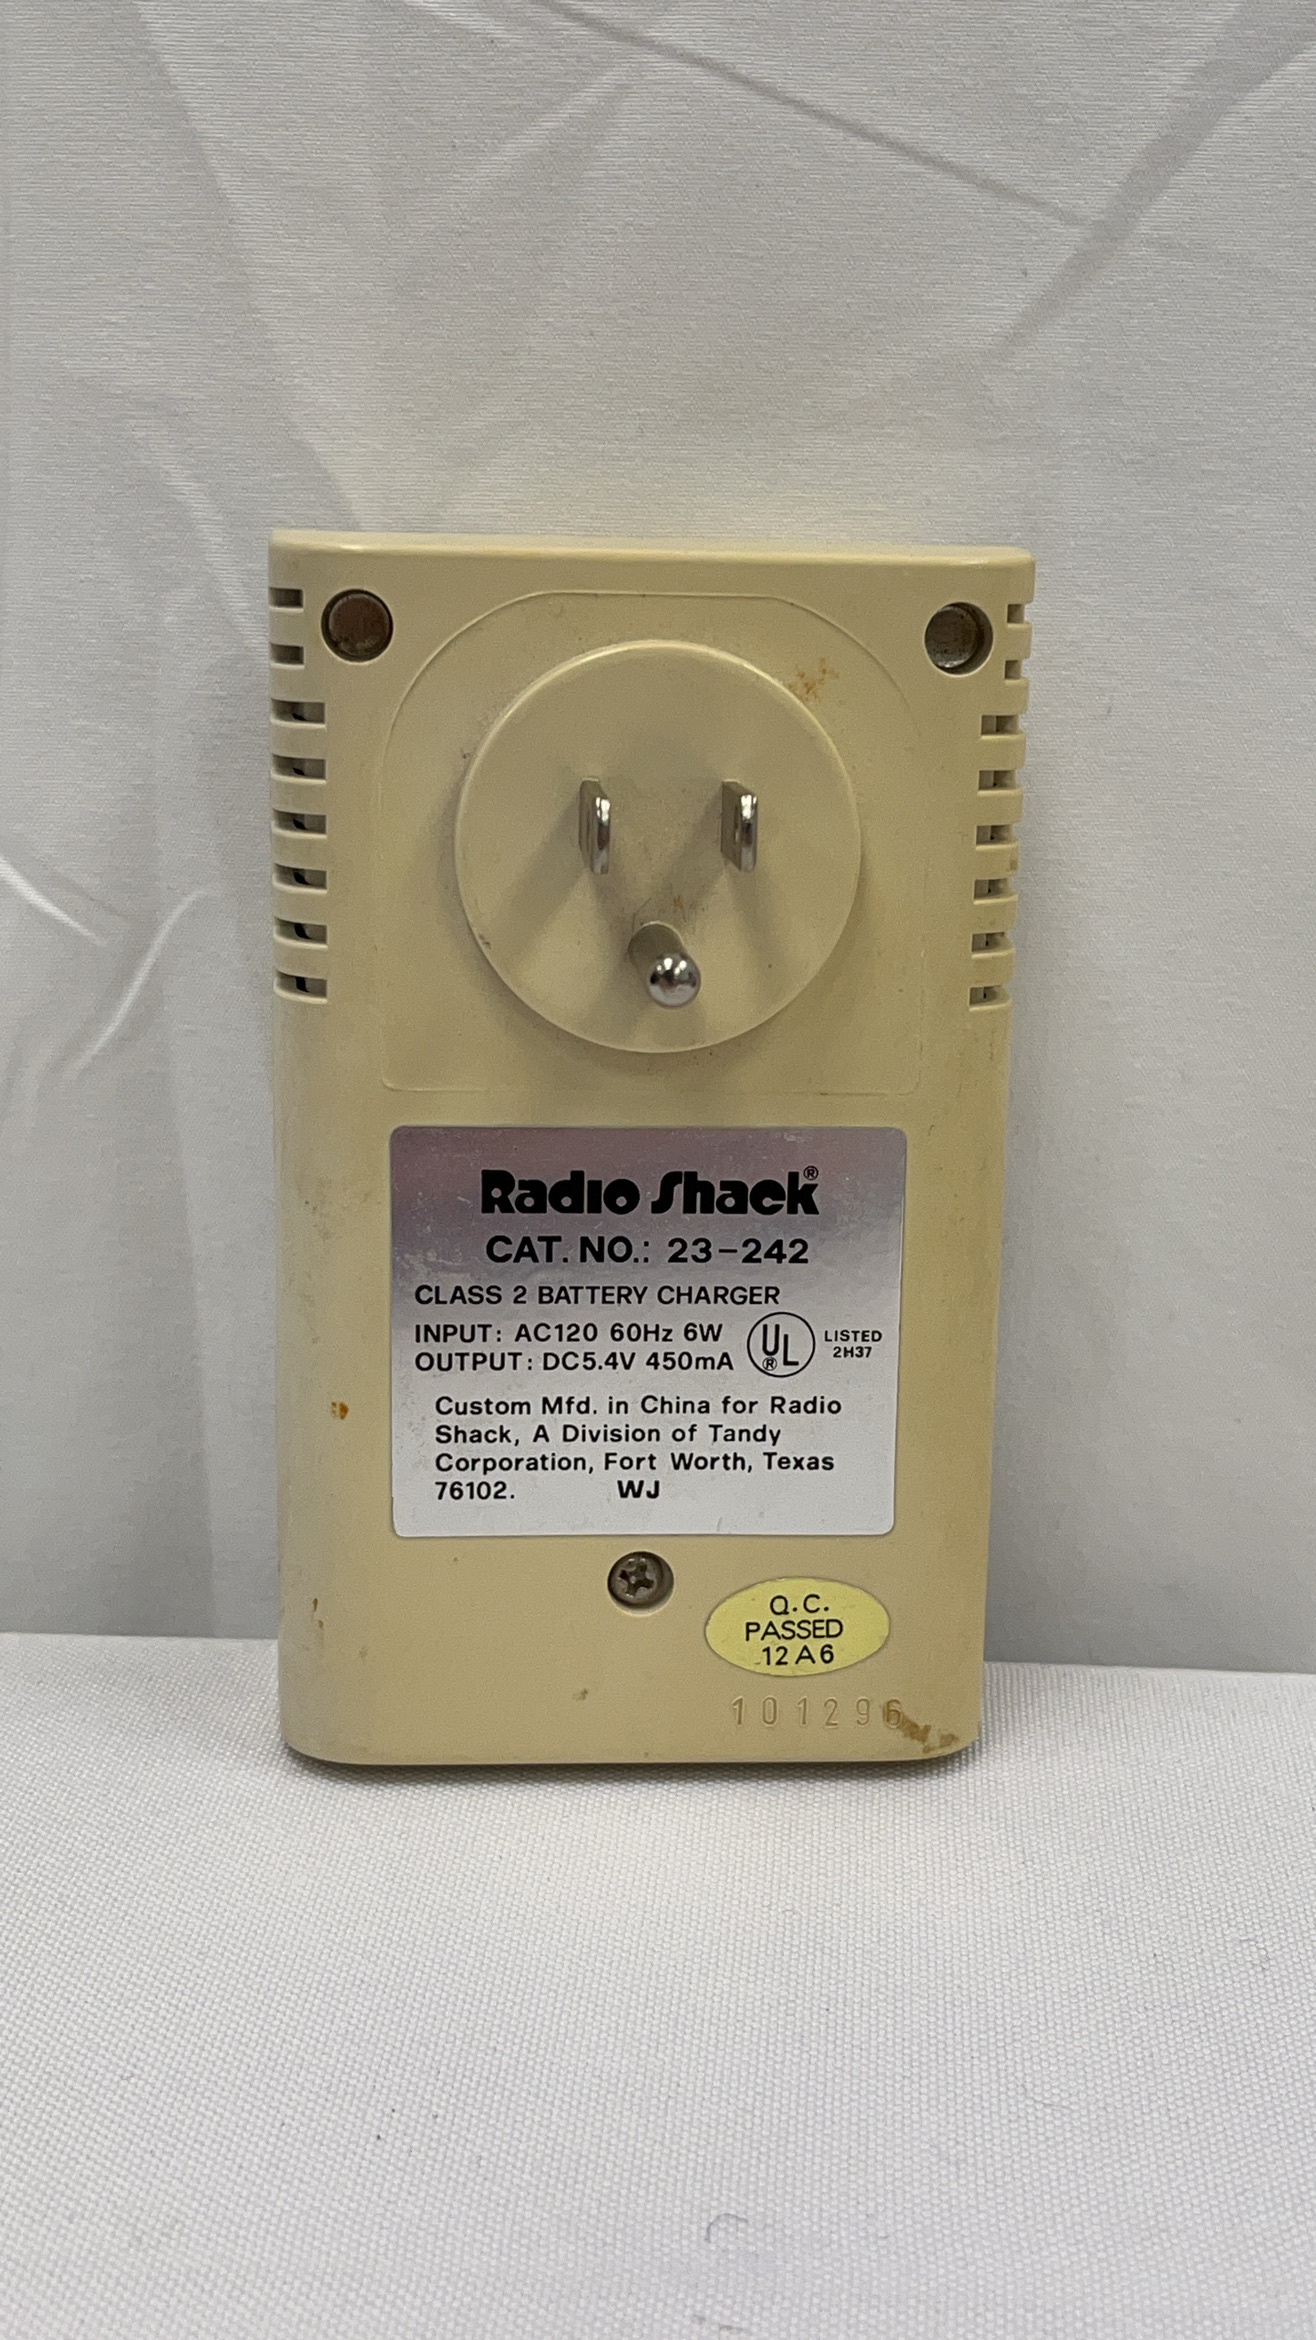 Radio Shack®
CAT. NO.: 23-242
CLASS 2 BATTERY CHARGER
INPUT: AC120 60Hz 6W
OUTPUT: DC5.4V 450mA
UL®
LISTED
2H37
Custom Mfd. in China for Radio
Shack, A Division of Tandy
Corporation, Fort Worth, Texas
76102. WJ
Q.C.
PASSED
12A6
101296